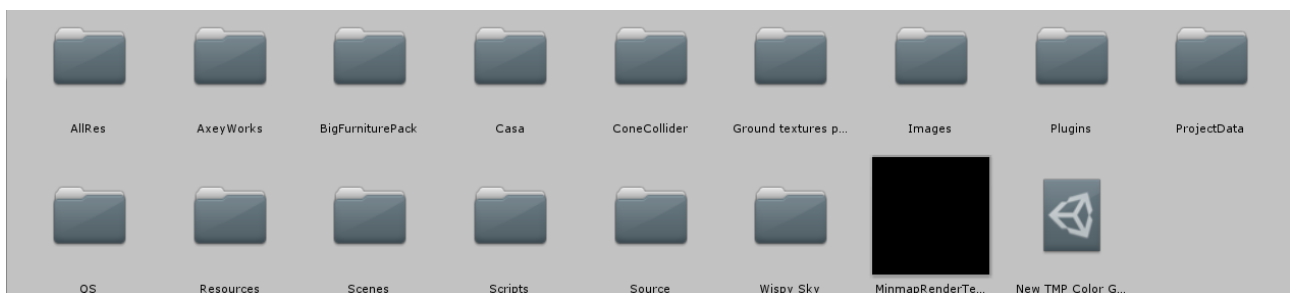 AllRes AxeyWorks BigFurniturePack Casa ConeCollider Ground textures p... Images Plugins ProjectData
QS Resources Scenes Scripts Source Wispy Sky MinmapRenderTe... New TMP Color G...